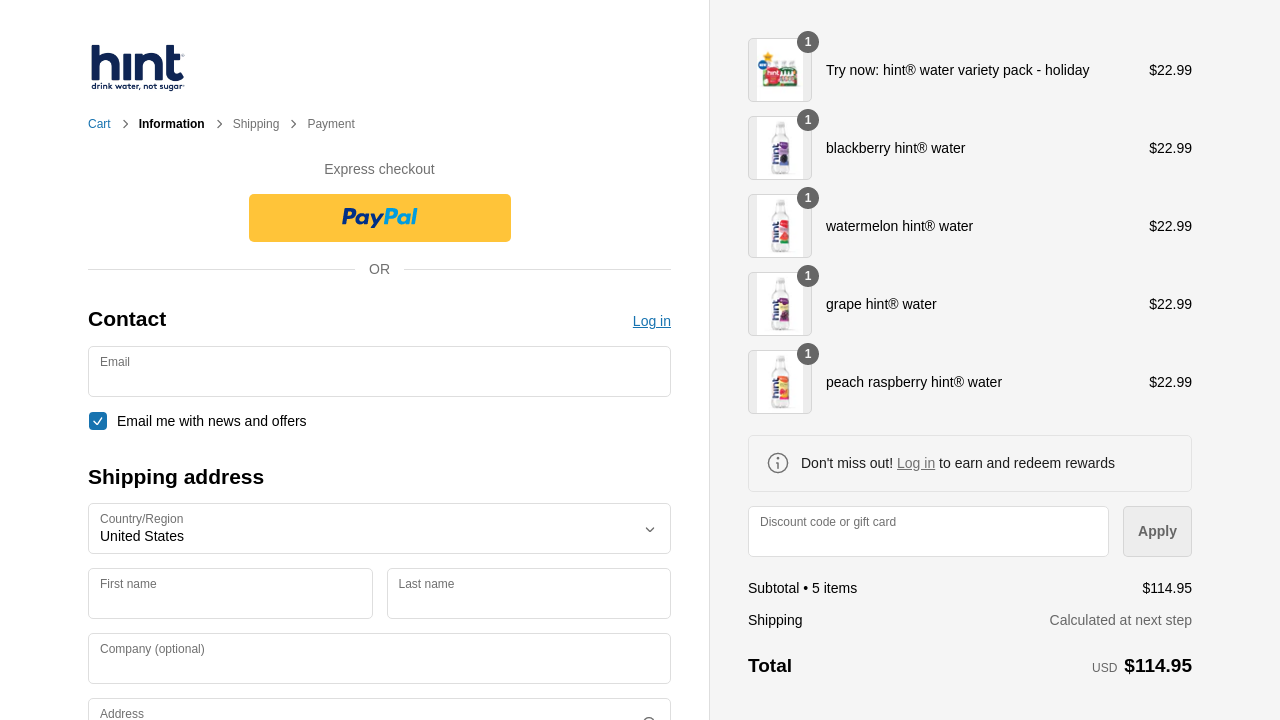 hint
drink water, not sugar
Cart
Information
Shipping
Payment
Express checkout
PayPal
OR
Contact
Log in
Email
Email me with news and offers
Shipping address
Country/Region
United States
First name
Last name
Company (optional)
Address
1
Try now: hint® water variety pack - holiday
$22.99
1
blackberry hint® water
$22.99
1
watermelon hint® water
$22.99
1
grape hint® water
$22.99
1
peach raspberry hint® water
$22.99
Don't miss out! Log in to earn and redeem rewards
Discount code or gift card
Apply
Subtotal • 5 items
$114.95
Shipping
Calculated at next step
Total
USD $114.95